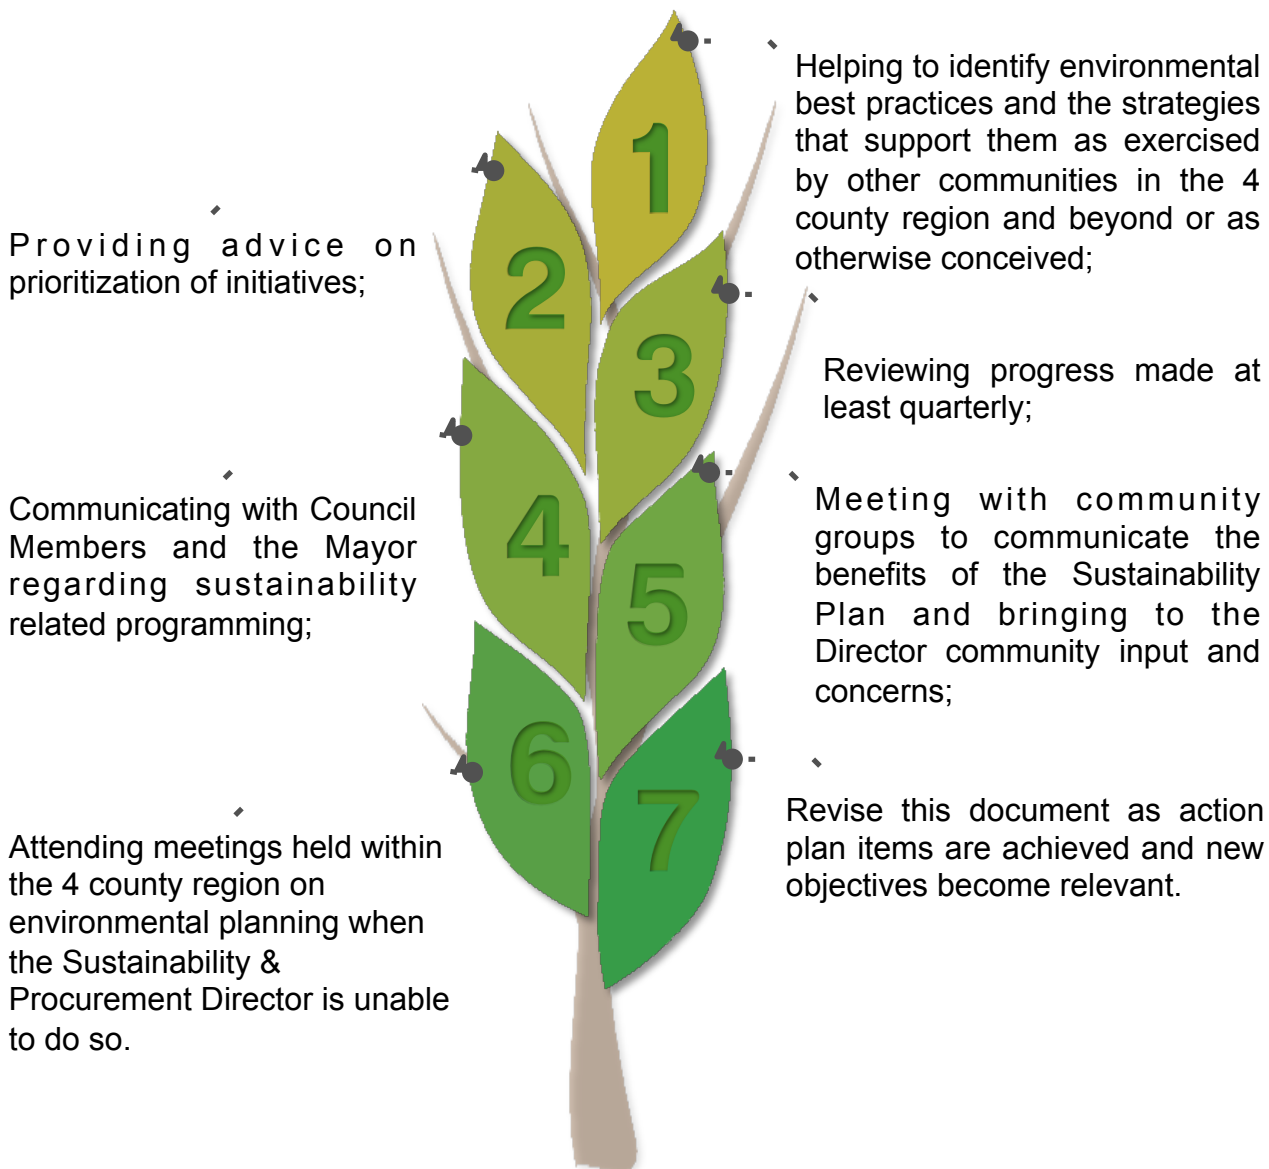 1
Helping to identify environmental
best practices and the strategies
that support them as exercised
by other communities in the 4
county region and beyond or as
otherwise conceived;
2
Providing advice on
prioritization of initiatives;
3
Reviewing progress made at
least quarterly;
4
Communicating with Council
Members and the Mayor
regarding sustainability
related programming;
5
Meeting with community
groups to communicate the
benefits of the Sustainability
Plan and bringing to the
Director community input and
concerns;
6
Attending meetings held within
the 4 county region on
environmental planning when
the Sustainability &
Procurement Director is unable
to do so.
7
Revise this document as action
plan items are achieved and new
objectives become relevant.